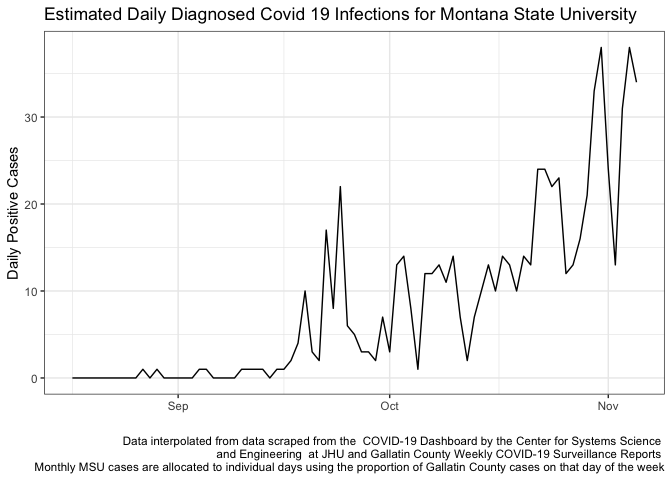 Estimated Daily Diagnosed Covid 19 Infections for Montana State University
Daily Positive Cases
30
20
10
0
Sep Oct Nov
Data interpolated from data scraped from the  COVID-19 Dashboard by the Center for Systems Science
and Engineering  at JHU and Gallatin County Weekly COVID-19 Surveillance Reports
Monthly MSU cases are allocated to individual days using the proportion of Gallatin County cases on that day of the week